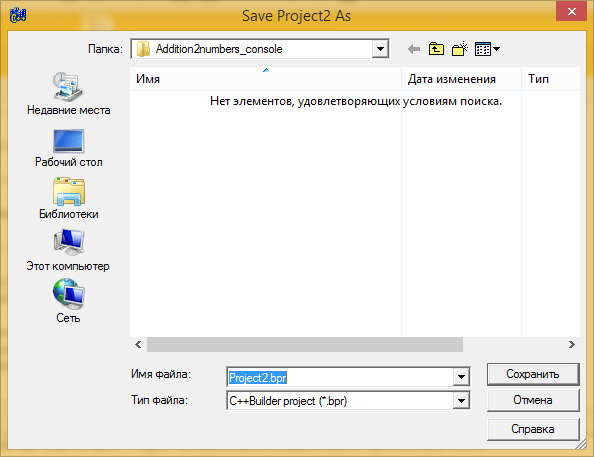 Save Project2 As
Папка: Addition2numbers_console
Имя Дата изменения Тип
Нет элементов, удовлетворяющих условиям поиска.
Недавние места
Рабочий стол
Библиотеки
Этот компьютер
Сеть
Имя файла: Project2.bpr Сохранить
Тип файла: C++Builder project (*.bpr) Отмена
Справка